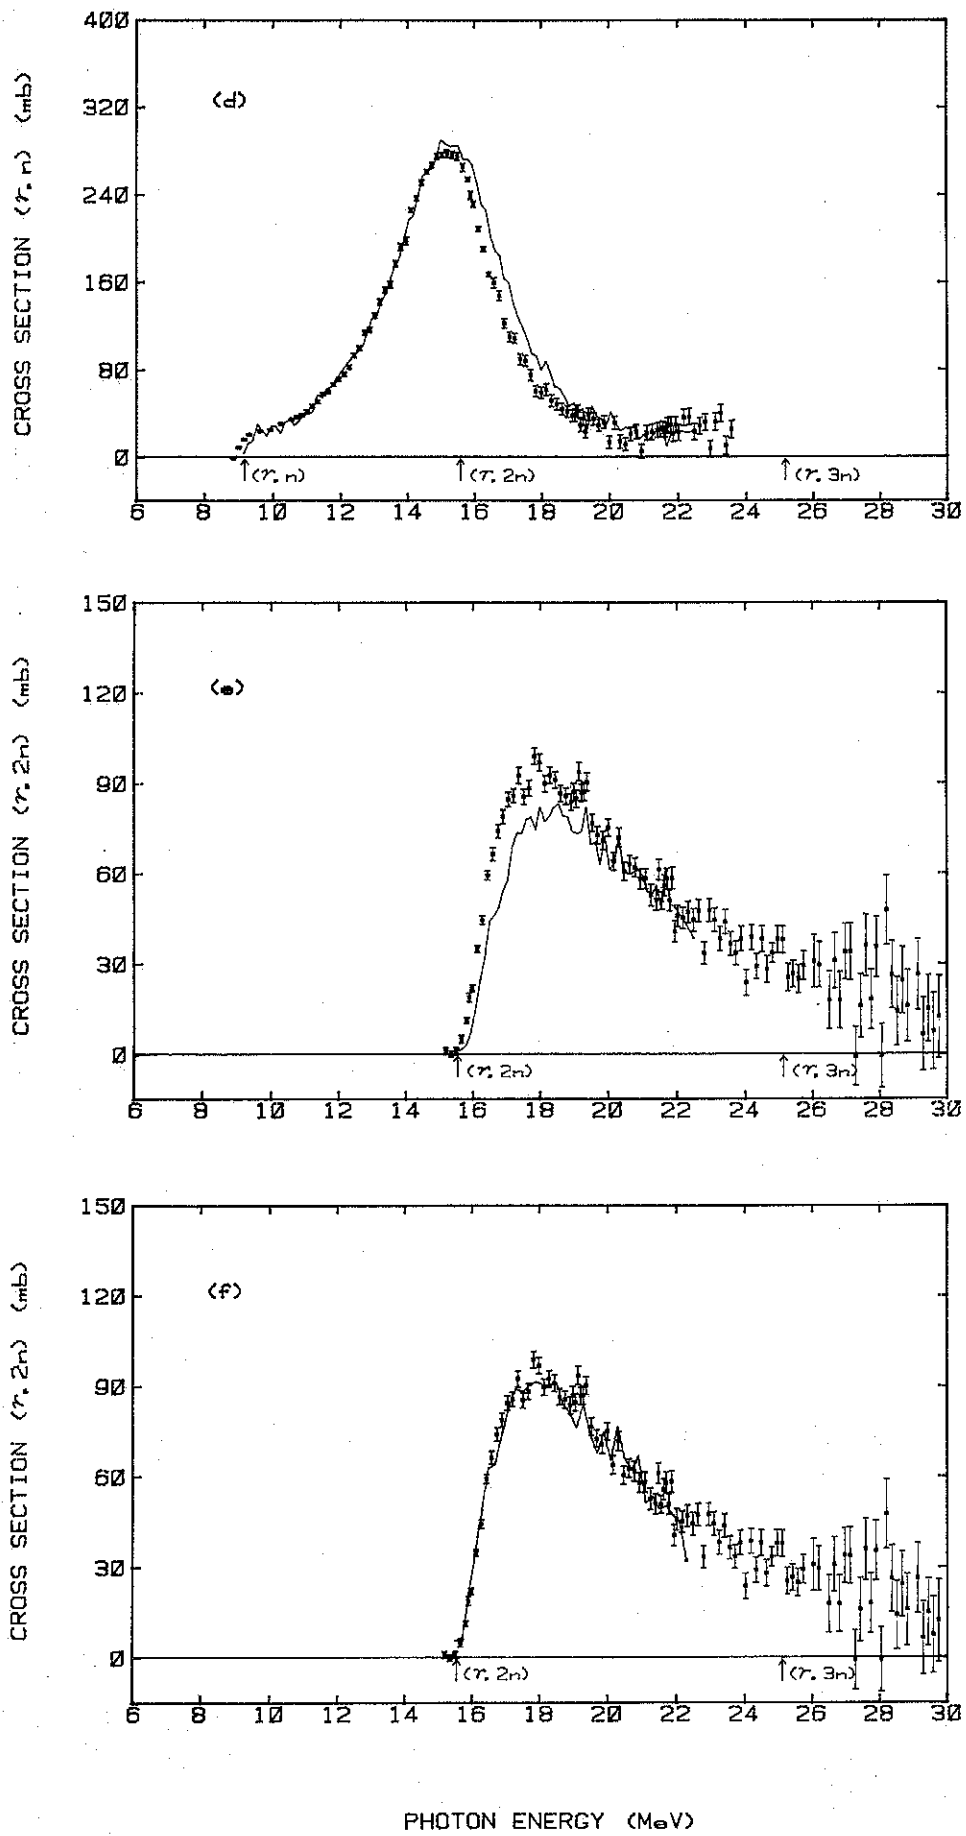 CROSS SECTION (γ, n) (mb)
400
320
240
160
80
0
(d)
↑(γ, n)
↑(γ, 2n)
↑(γ, 3n)
6 8 10 12 14 16 18 20 22 24 26 28 30
CROSS SECTION (γ, 2n) (mb)
150
120
90
60
30
0
(e)
↑(γ, 2n)
↑(γ, 3n)
6 8 10 12 14 16 18 20 22 24 26 28 30
CROSS SECTION (γ, 2n) (mb)
150
120
90
60
30
0
(f)
↑(γ, 2n)
↑(γ, 3n)
6 8 10 12 14 16 18 20 22 24 26 28 30
PHOTON ENERGY (MeV)